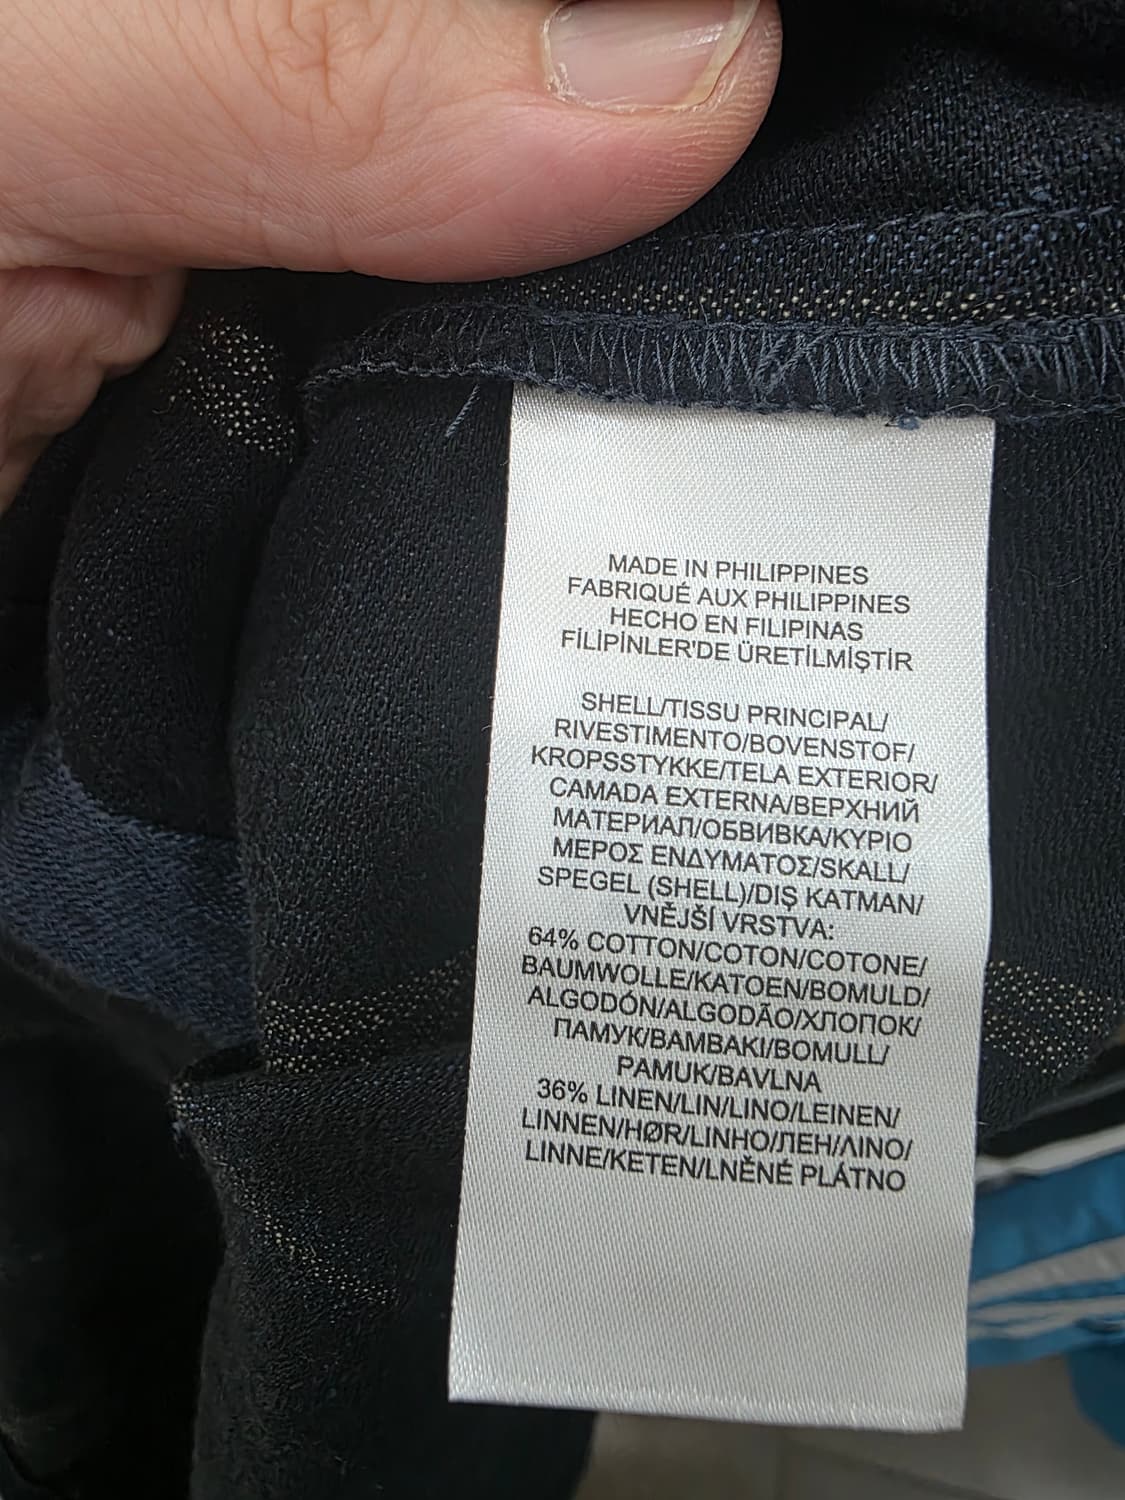 MADE IN PHILIPPINES
FABRIQUÉ AUX PHILIPPINES
HECHO EN FILIPINAS
FİLİPİNLER'DE ÜRETİLMİŞTİR
SHELL/TISSU PRINCIPAL/
RIVESTIMENTO/BOVENSTOF/
KROPSSTYKKE/TELA EXTERIOR/
CAMADA EXTERNA/ВЕРХНИЙ
МАТЕРИАЛ/ОБВИВКА/ΚΥΡΙΟ
ΜΕΡΟΣ ΕΝΔΥΜΑΤΟΣ/SKALL/
SPEGEL (SHELL)/DIŞ KATMAN/
VNĚJŠÍ VRSTVA:
64% COTTON/COTON/COTONE/
BAUMWOLLE/KATOEN/BOMULD/
ALGODÓN/ALGODÃO/ХЛОПОК/
ПАМУК/ΒΑΜΒΑΚΙ/BOMULL/
PAMUK/BAVLNA
36% LINEN/LIN/LINO/LEINEN/
LINNEN/HØR/LINHO/ЛЕН/ΛΙΝΟ/
LINNE/KETEN/LNĚNÉ PLÁTNO